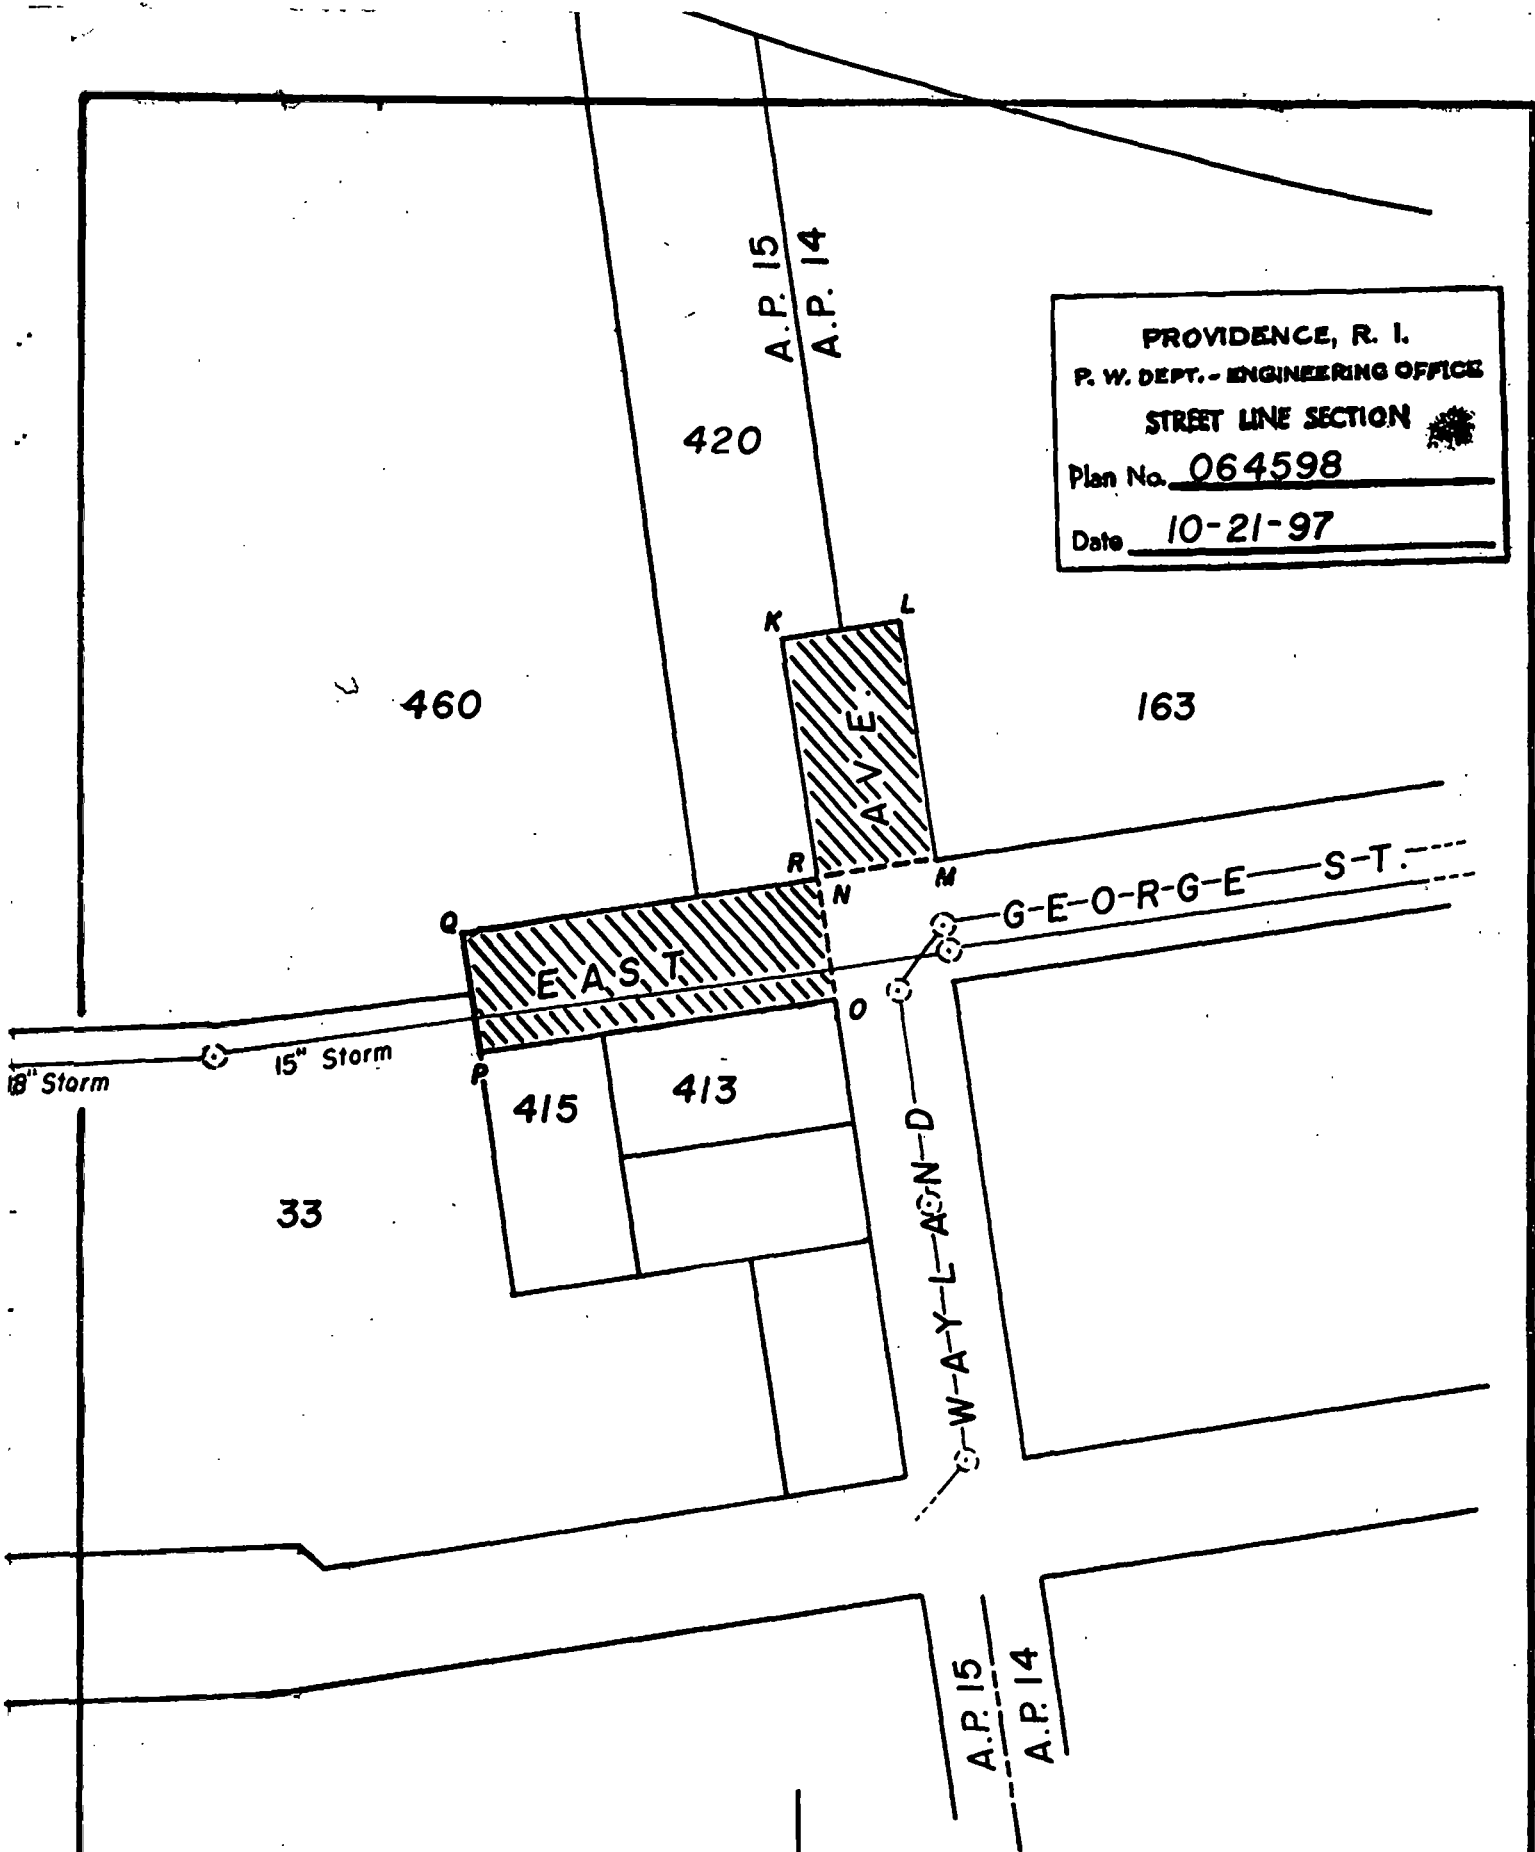 A.P. 15
A.P. 14
PROVIDENCE, R. I.
P. W. DEPT. - ENGINEERING OFFICE
STREET LINE SECTION
Plan No. 064598
Date 10-21-97
420
K
L
460
163
AVE.
R
N
M
Q
GEORGE ST.
EAST
O
15" Storm
18" Storm
P
415
413
33
WAYLAND
A.P. 15
A.P. 14